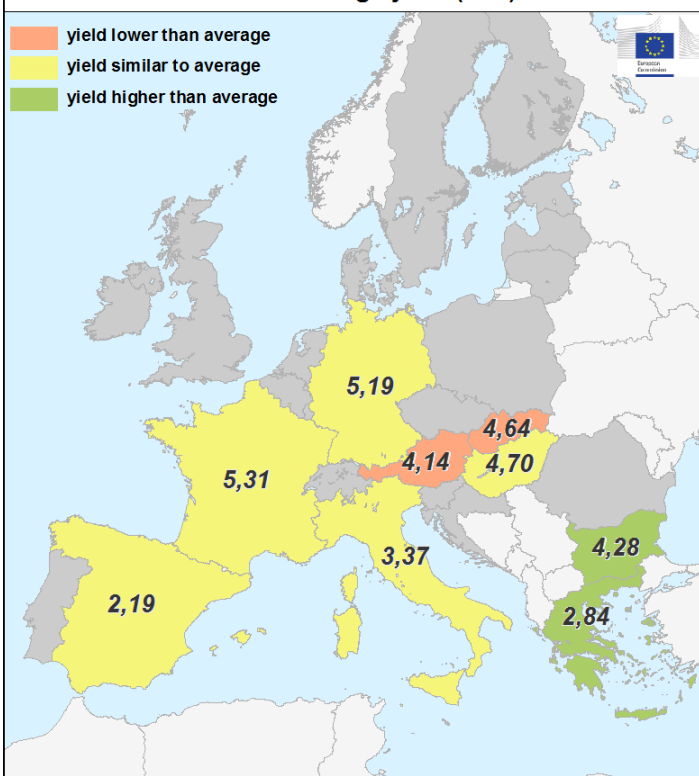 yield lower than average
yield similar to average
yield higher than average
European
Commission
5,19
4,64
4,14
4,70
5,31
3,37
4,28
2,19
2,84